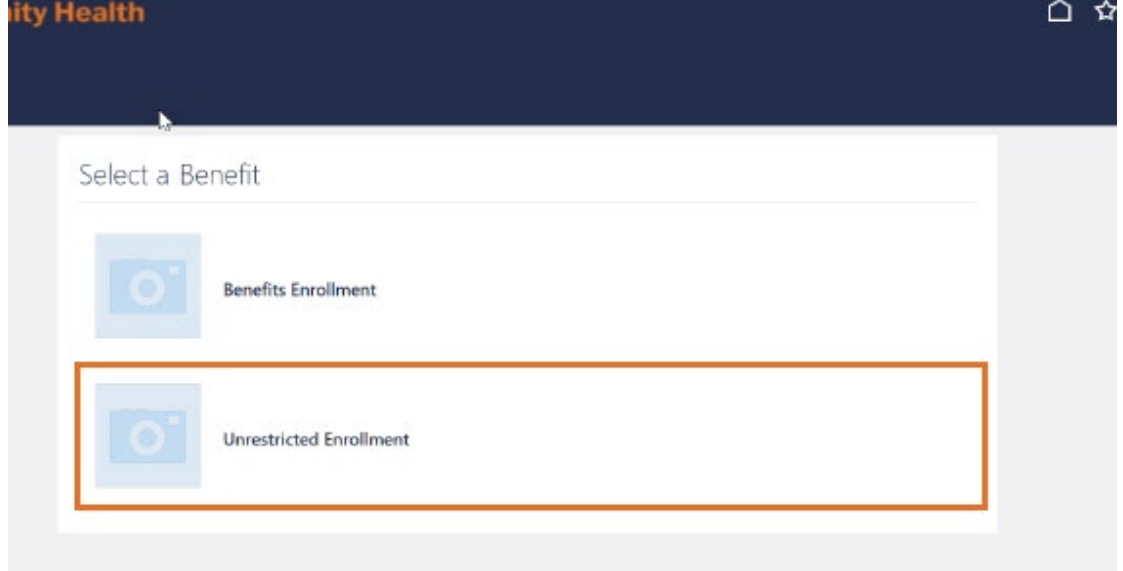 ity Health
Select a Benefit
Benefits Enrollment
Unrestricted Enrollment